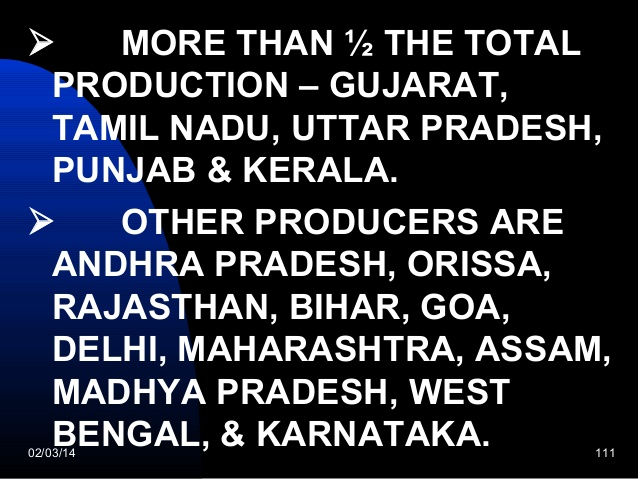 ➢ MORE THAN ½ THE TOTAL
PRODUCTION – GUJARAT,
TAMIL NADU, UTTAR PRADESH,
PUNJAB & KERALA.
➢ OTHER PRODUCERS ARE
ANDHRA PRADESH, ORISSA,
RAJASTHAN, BIHAR, GOA,
DELHI, MAHARASHTRA, ASSAM,
MADHYA PRADESH, WEST
BENGAL, & KARNATAKA.
02/03/14 111